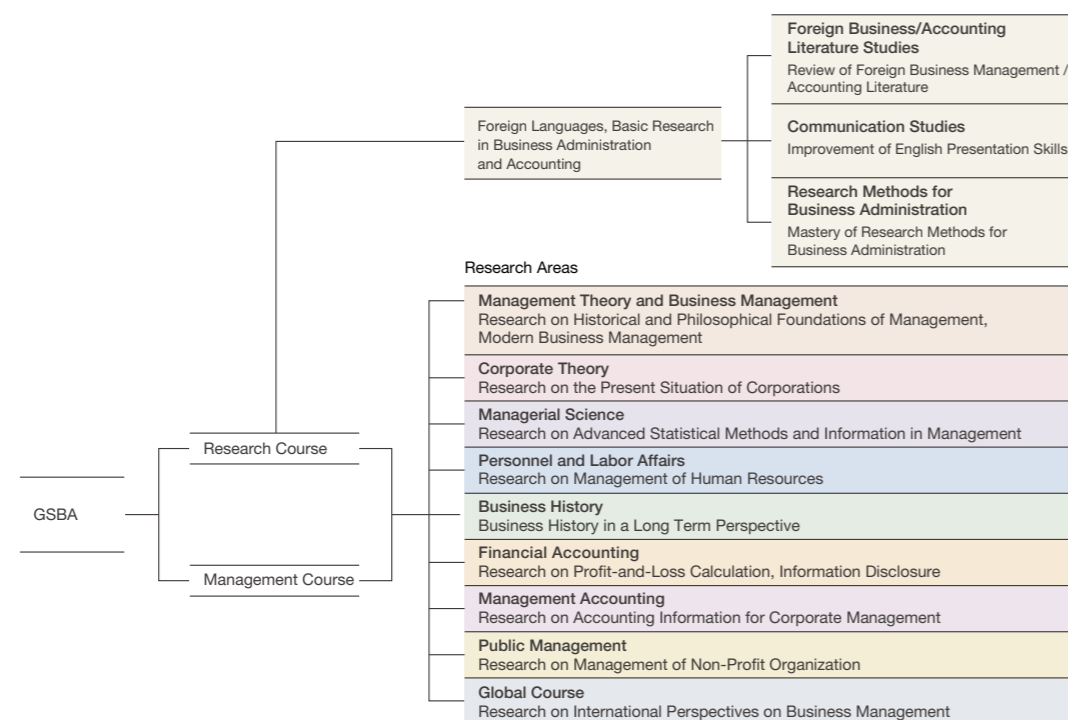 Foreign Business/Accounting
Literature Studies
Review of Foreign Business Management /
Accounting Literature
Foreign Languages, Basic Research
in Business Administration
and Accounting
Communication Studies
Improvement of English Presentation Skills
Research Methods for
Business Administration
Mastery of Research Methods for
Business Administration
Research Areas
Management Theory and Business Management
Research on Historical and Philosophical Foundations of Management,
Modern Business Management
Corporate Theory
Research on the Present Situation of Corporations
Managerial Science
Research on Advanced Statistical Methods and Information in Management
Research Course
Personnel and Labor Affairs
Research on Management of Human Resources
GSBA
Business History
Business History in a Long Term Perspective
Financial Accounting
Research on Profit-and-Loss Calculation, Information Disclosure
Management Course
Management Accounting
Research on Accounting Information for Corporate Management
Public Management
Research on Management of Non-Profit Organization
Global Course
Research on International Perspectives on Business Management